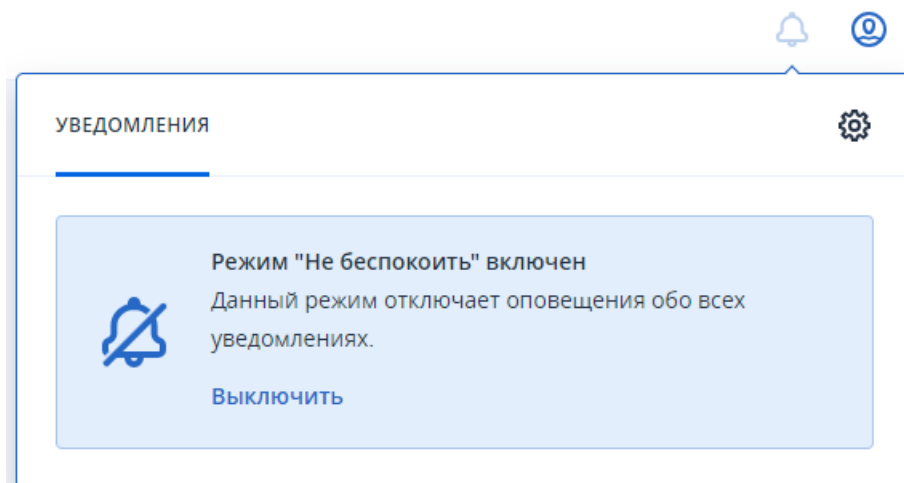 УВЕДОМЛЕНИЯ
Режим "Не беспокоить" включен
Данный режим отключает оповещения обо всех
уведомлениях.
Выключить